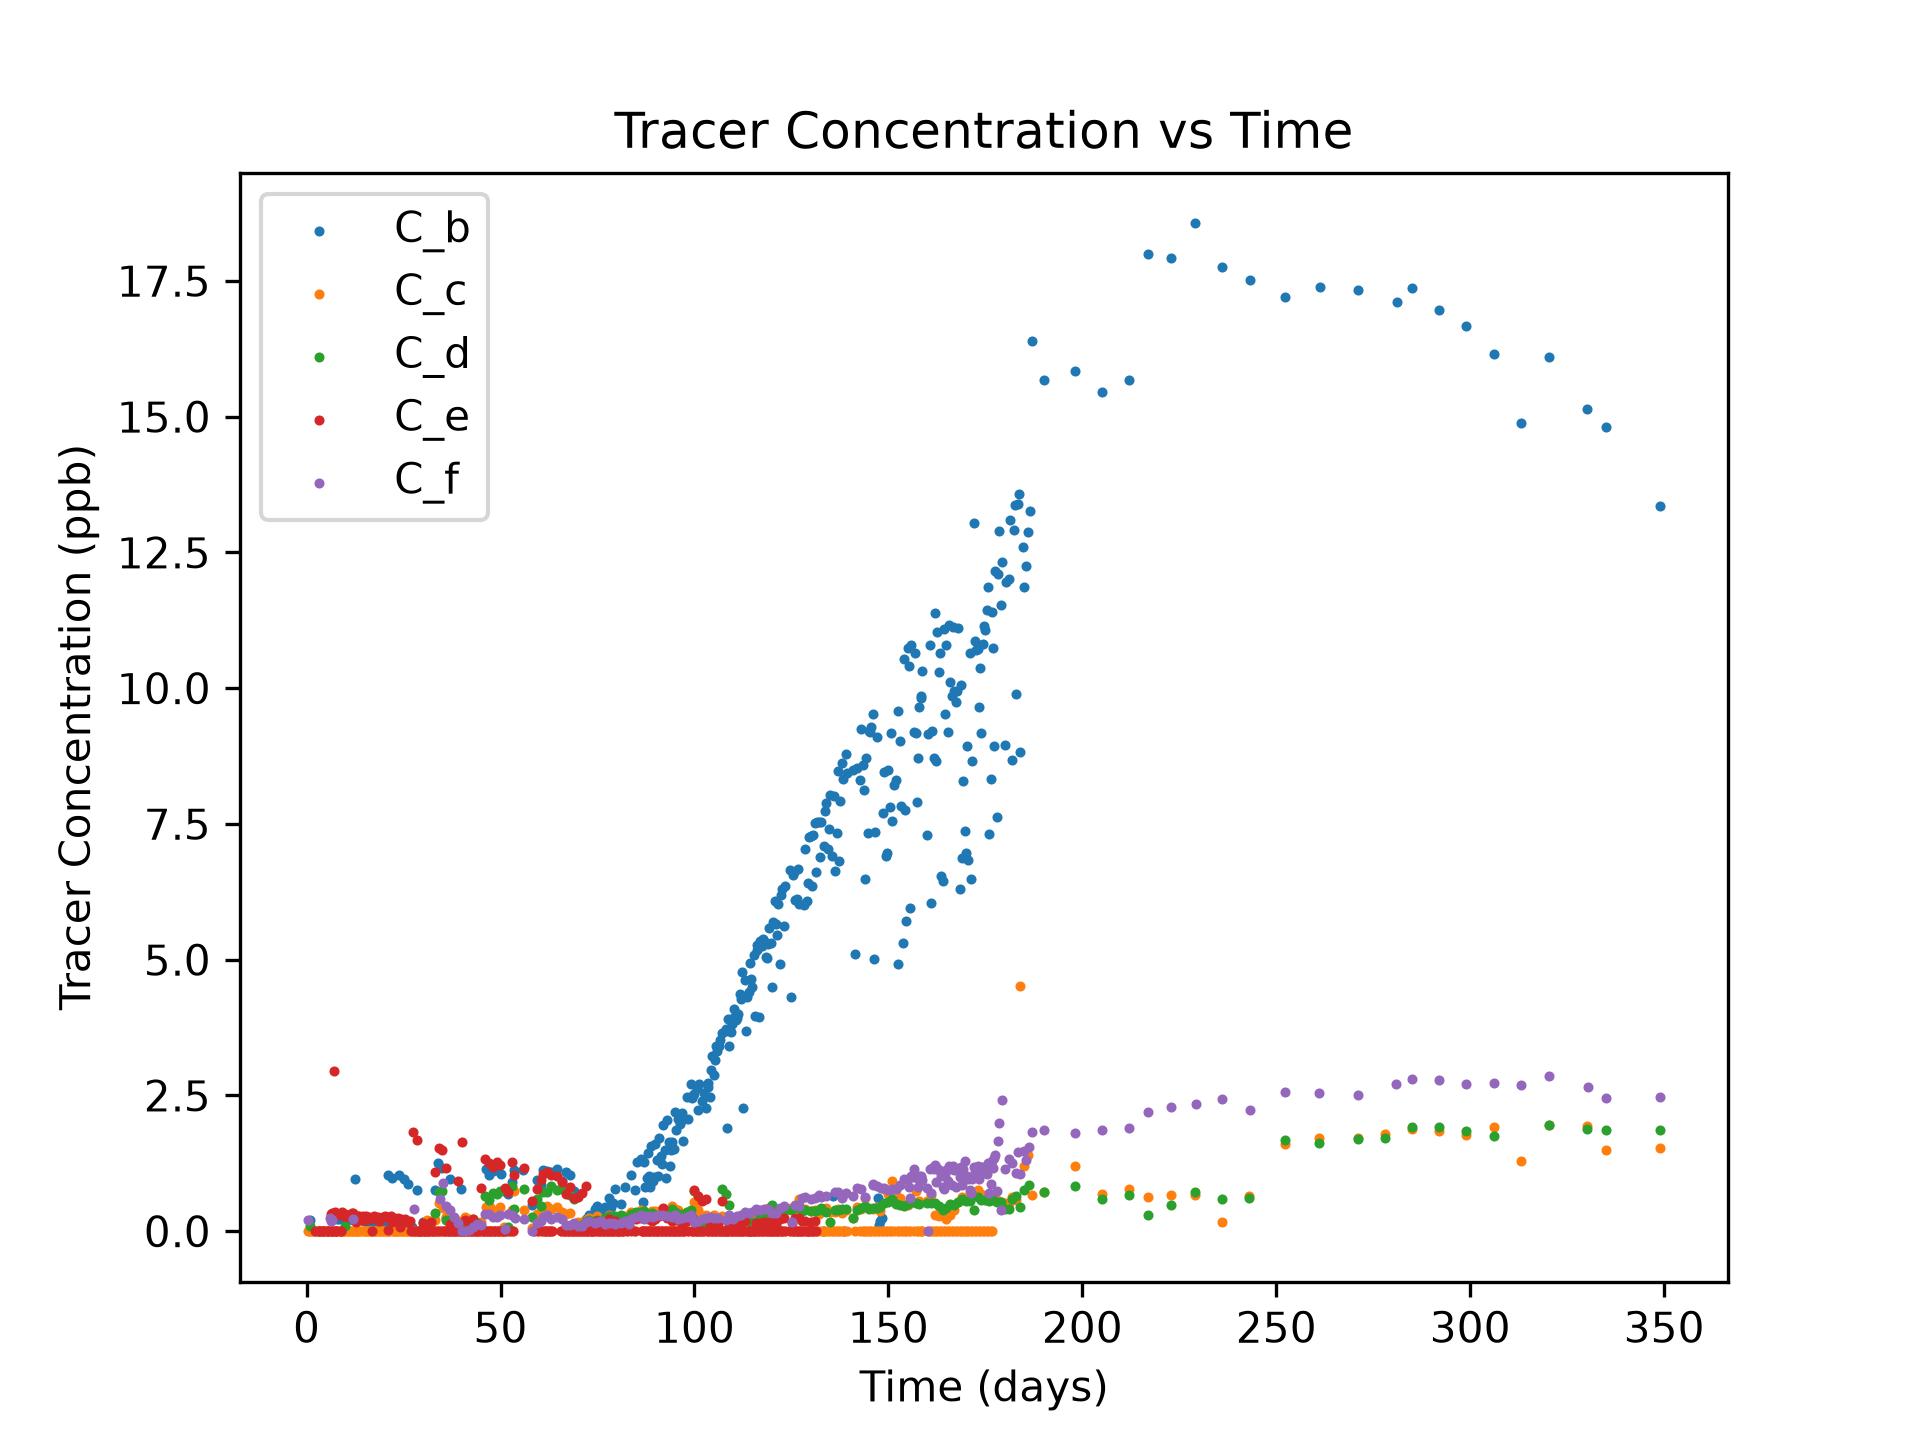 Tracer Concentration vs Time
C_b
C_c
C_d
C_e
C_f
Tracer Concentration (ppb)
17.5
15.0
12.5
10.0
7.5
5.0
2.5
0.0
0 50 100 150 200 250 300 350
Time (days)